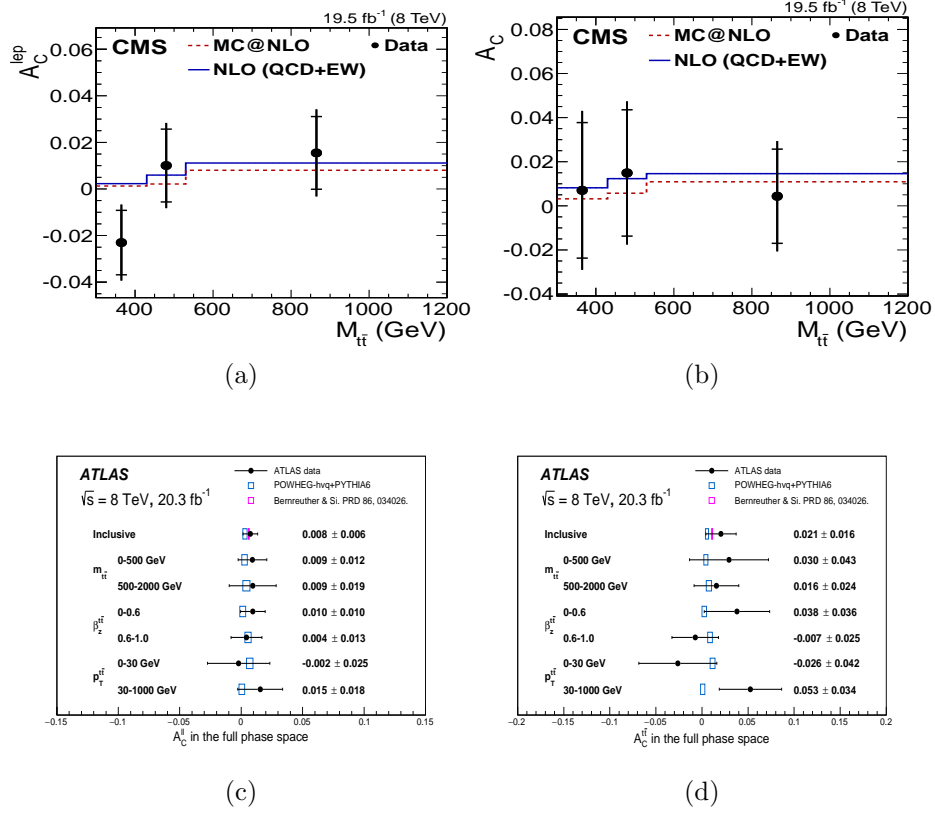 19.5 fb⁻¹ (8 TeV)
A_C^lep
CMS
MC@NLO
Data
NLO (QCD+EW)
0.06
0.04
0.02
0
-0.02
-0.04
400 600 800 1000 1200
M_tt̄ (GeV)
(a)
19.5 fb⁻¹ (8 TeV)
A_C
CMS
MC@NLO
Data
NLO (QCD+EW)
0.08
0.06
0.04
0.02
0
-0.02
-0.04
400 600 800 1000 1200
M_tt̄ (GeV)
(b)
ATLAS
√s = 8 TeV, 20.3 fb⁻¹
ATLAS data
POWHEG-hvq+PYTHIA6
Bernreuther & Si. PRD 86, 034026.
Inclusive 0.008 ± 0.006
m_tt̄
0-500 GeV 0.009 ± 0.012
500-2000 GeV 0.009 ± 0.019
β_z^tt̄
0-0.6 0.010 ± 0.010
0.6-1.0 0.004 ± 0.013
p_T^tt̄
0-30 GeV -0.002 ± 0.025
30-1000 GeV 0.015 ± 0.018
−0.15 −0.1 −0.05 0 0.05 0.1 0.15
A_C^ll in the full phase space
(c)
ATLAS
√s = 8 TeV, 20.3 fb⁻¹
ATLAS data
POWHEG-hvq+PYTHIA6
Bernreuther & Si. PRD 86, 034026.
Inclusive 0.021 ± 0.016
m_tt̄
0-500 GeV 0.030 ± 0.043
500-2000 GeV 0.016 ± 0.024
β_z^tt̄
0-0.6 0.038 ± 0.036
0.6-1.0 -0.007 ± 0.025
p_T^tt̄
0-30 GeV -0.026 ± 0.042
30-1000 GeV 0.053 ± 0.034
−0.2 −0.15 −0.1 −0.05 0 0.05 0.1 0.15 0.2
A_C^tt̄ in the full phase space
(d)